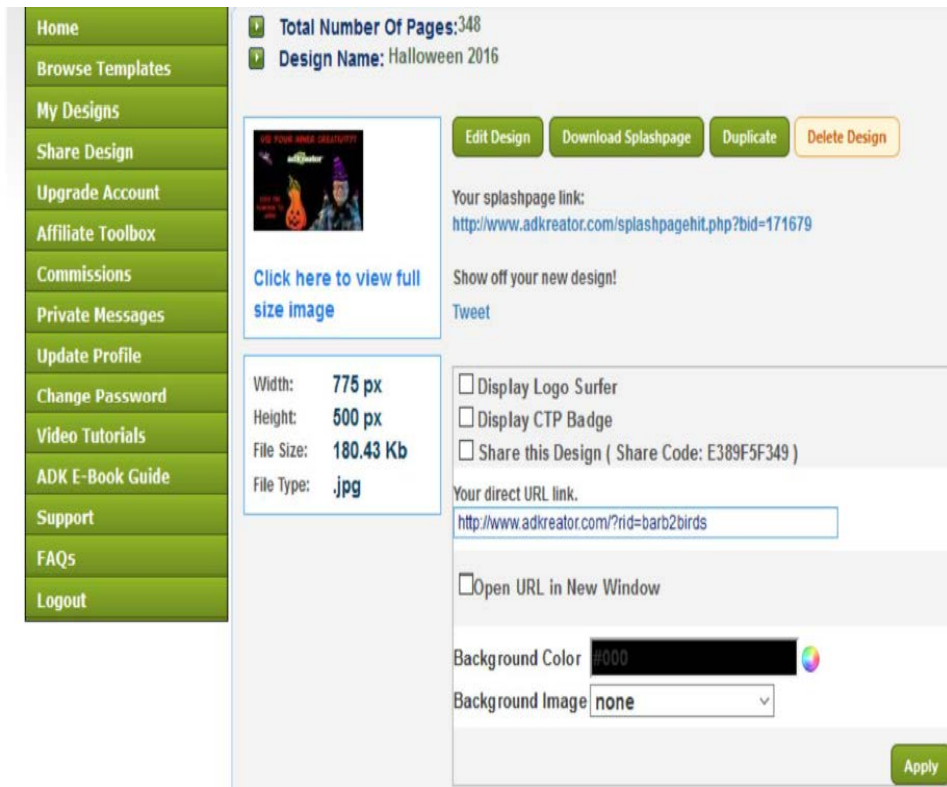 Home
Browse Templates
My Designs
Share Design
Upgrade Account
Affiliate Toolbox
Commissions
Private Messages
Update Profile
Change Password
Video Tutorials
ADK E-Book Guide
Support
FAQs
Logout
Total Number Of Pages:348
Design Name: Halloween 2016
YOUR INNER CREATIVITY?
adkreator
Click here to view full
size image
Width: 775 px
Height: 500 px
File Size: 180.43 Kb
File Type: .jpg
Edit Design Download Splashpage Duplicate Delete Design
Your splashpage link:
http://www.adkreator.com/splashpagehit.php?bid=171679
Show off your new design!
Tweet
Display Logo Surfer
Display CTP Badge
Share this Design ( Share Code: E389F5F349 )
Your direct URL link.
http://www.adkreator.com/?rid=barb2birds
Open URL in New Window
Background Color #000
Background Image none
Apply